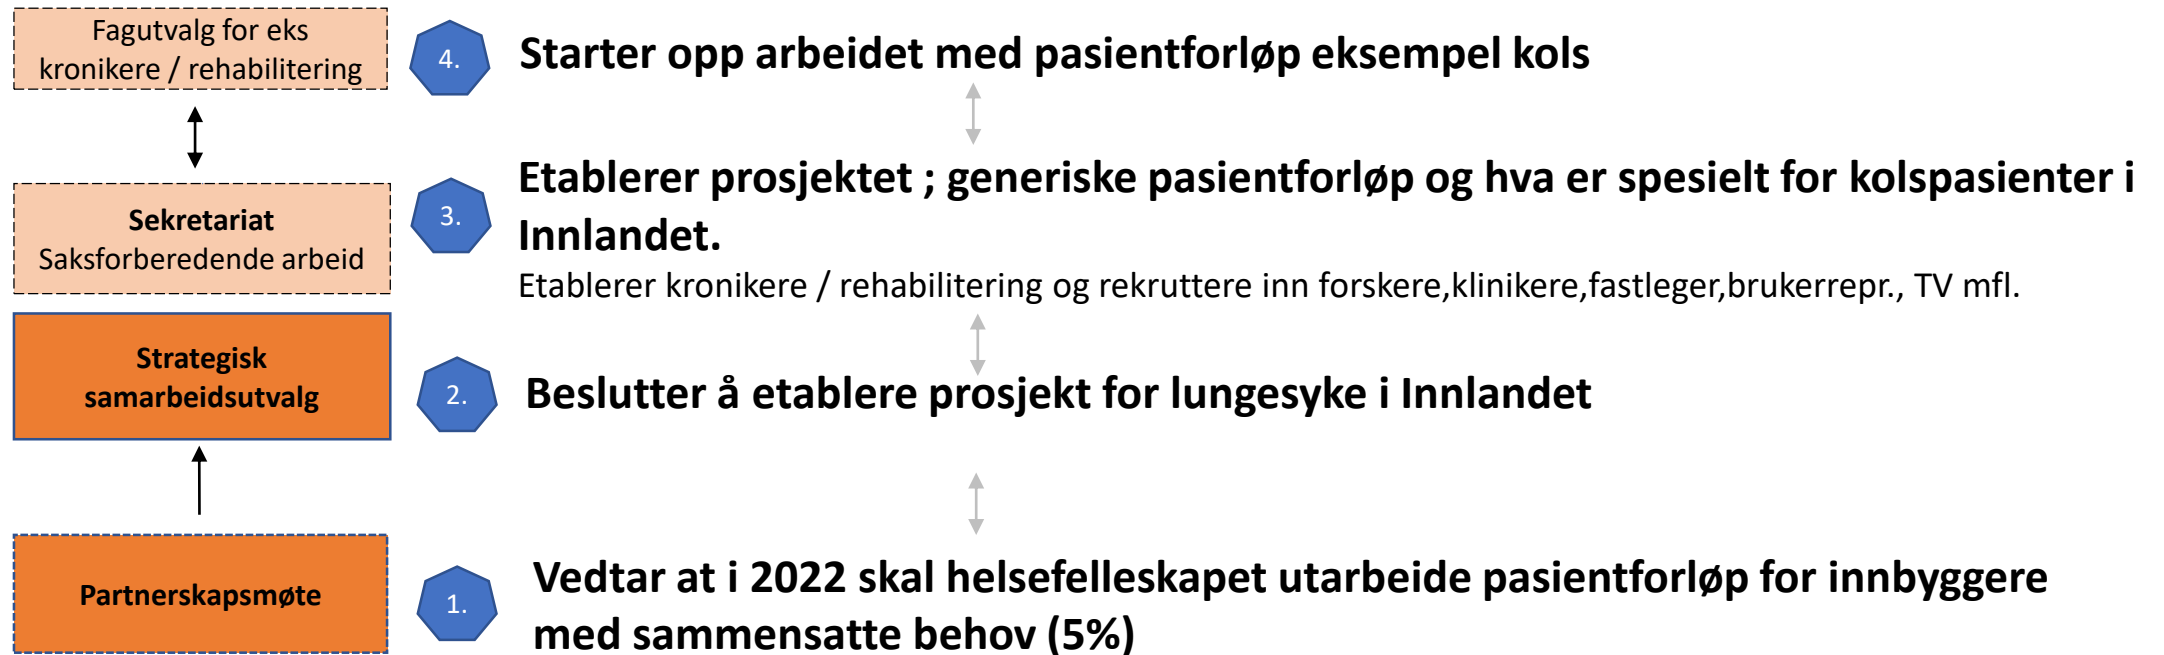 Fagutvalg for eks
kronikere / rehabilitering
4.
Starter opp arbeidet med pasientforløp eksempel kols
Sekretariat
Saksforberedende arbeid
3.
Etablerer prosjektet ; generiske pasientforløp og hva er spesielt for kolspasienter i
Innlandet.
Etablerer kronikere / rehabilitering og rekruttere inn forskere,klinikere,fastleger,brukerrepr., TV mfl.
Strategisk
samarbeidsutvalg
2.
Beslutter å etablere prosjekt for lungesyke i Innlandet
Partnerskapsmøte
1.
Vedtar at i 2022 skal helsefelleskapet utarbeide pasientforløp for innbyggere
med sammensatte behov (5%)